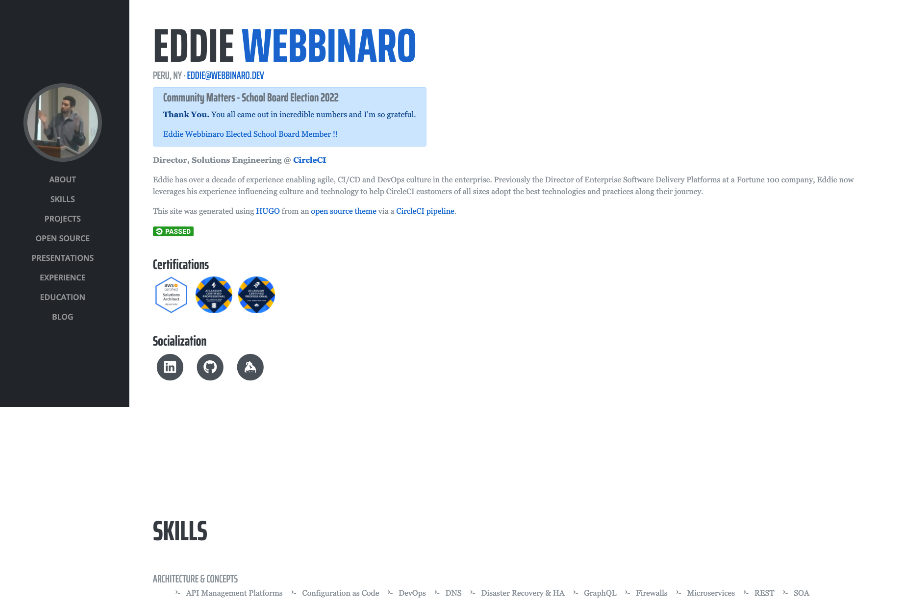 ABOUT
SKILLS
PROJECTS
OPEN SOURCE
PRESENTATIONS
EXPERIENCE
EDUCATION
BLOG
EDDIE WEBBINARO
PERU, NY · EDDIE@WEBBINARO.DEV
Community Matters - School Board Election 2022
Thank You. You all came out in incredible numbers and I'm so grateful.
Eddie Webbinaro Elected School Board Member !!
Director, Solutions Engineering @ CircleCI
Eddie has over a decade of experience enabling agile, CI/CD and DevOps culture in the enterprise. Previously the Director of Enterprise Software Delivery Platforms at a Fortune 100 company, Eddie now
leverages his experience influencing culture and technology to help CircleCI customers of all sizes adopt the best technologies and practices along their journey.
This site was generated using HUGO from an open source theme via a CircleCI pipeline.
PASSED
Certifications
aws
certified
Solutions
Architect
Socialization
in
SKILLS
ARCHITECTURE & CONCEPTS
API Management Platforms Configuration as Code DevOps DNS Disaster Recovery & HA GraphQL Firewalls Microservices REST SOA